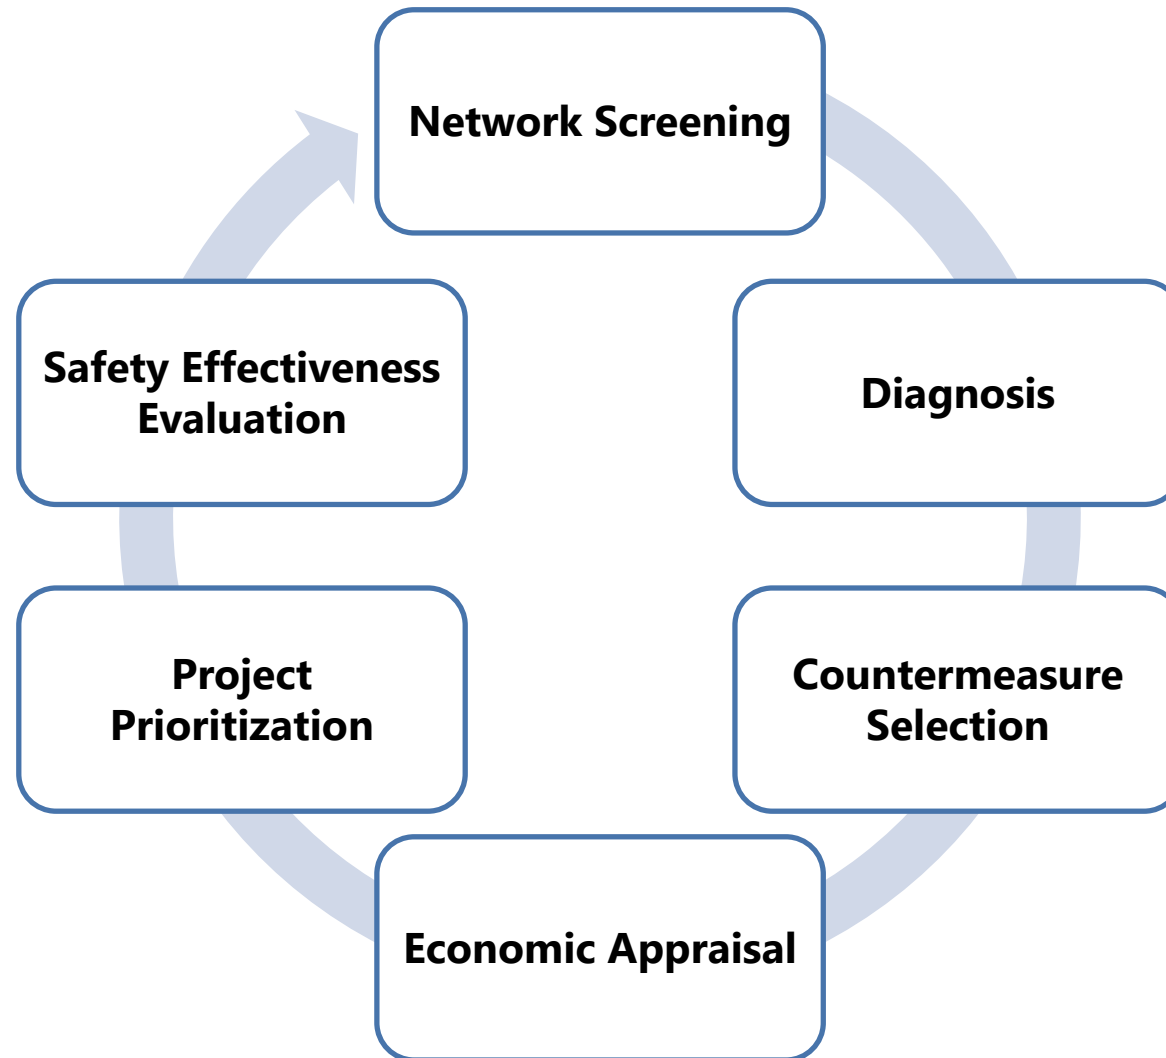 Network Screening
Diagnosis
Countermeasure
Selection
Economic Appraisal
Project
Prioritization
Safety Effectiveness
Evaluation